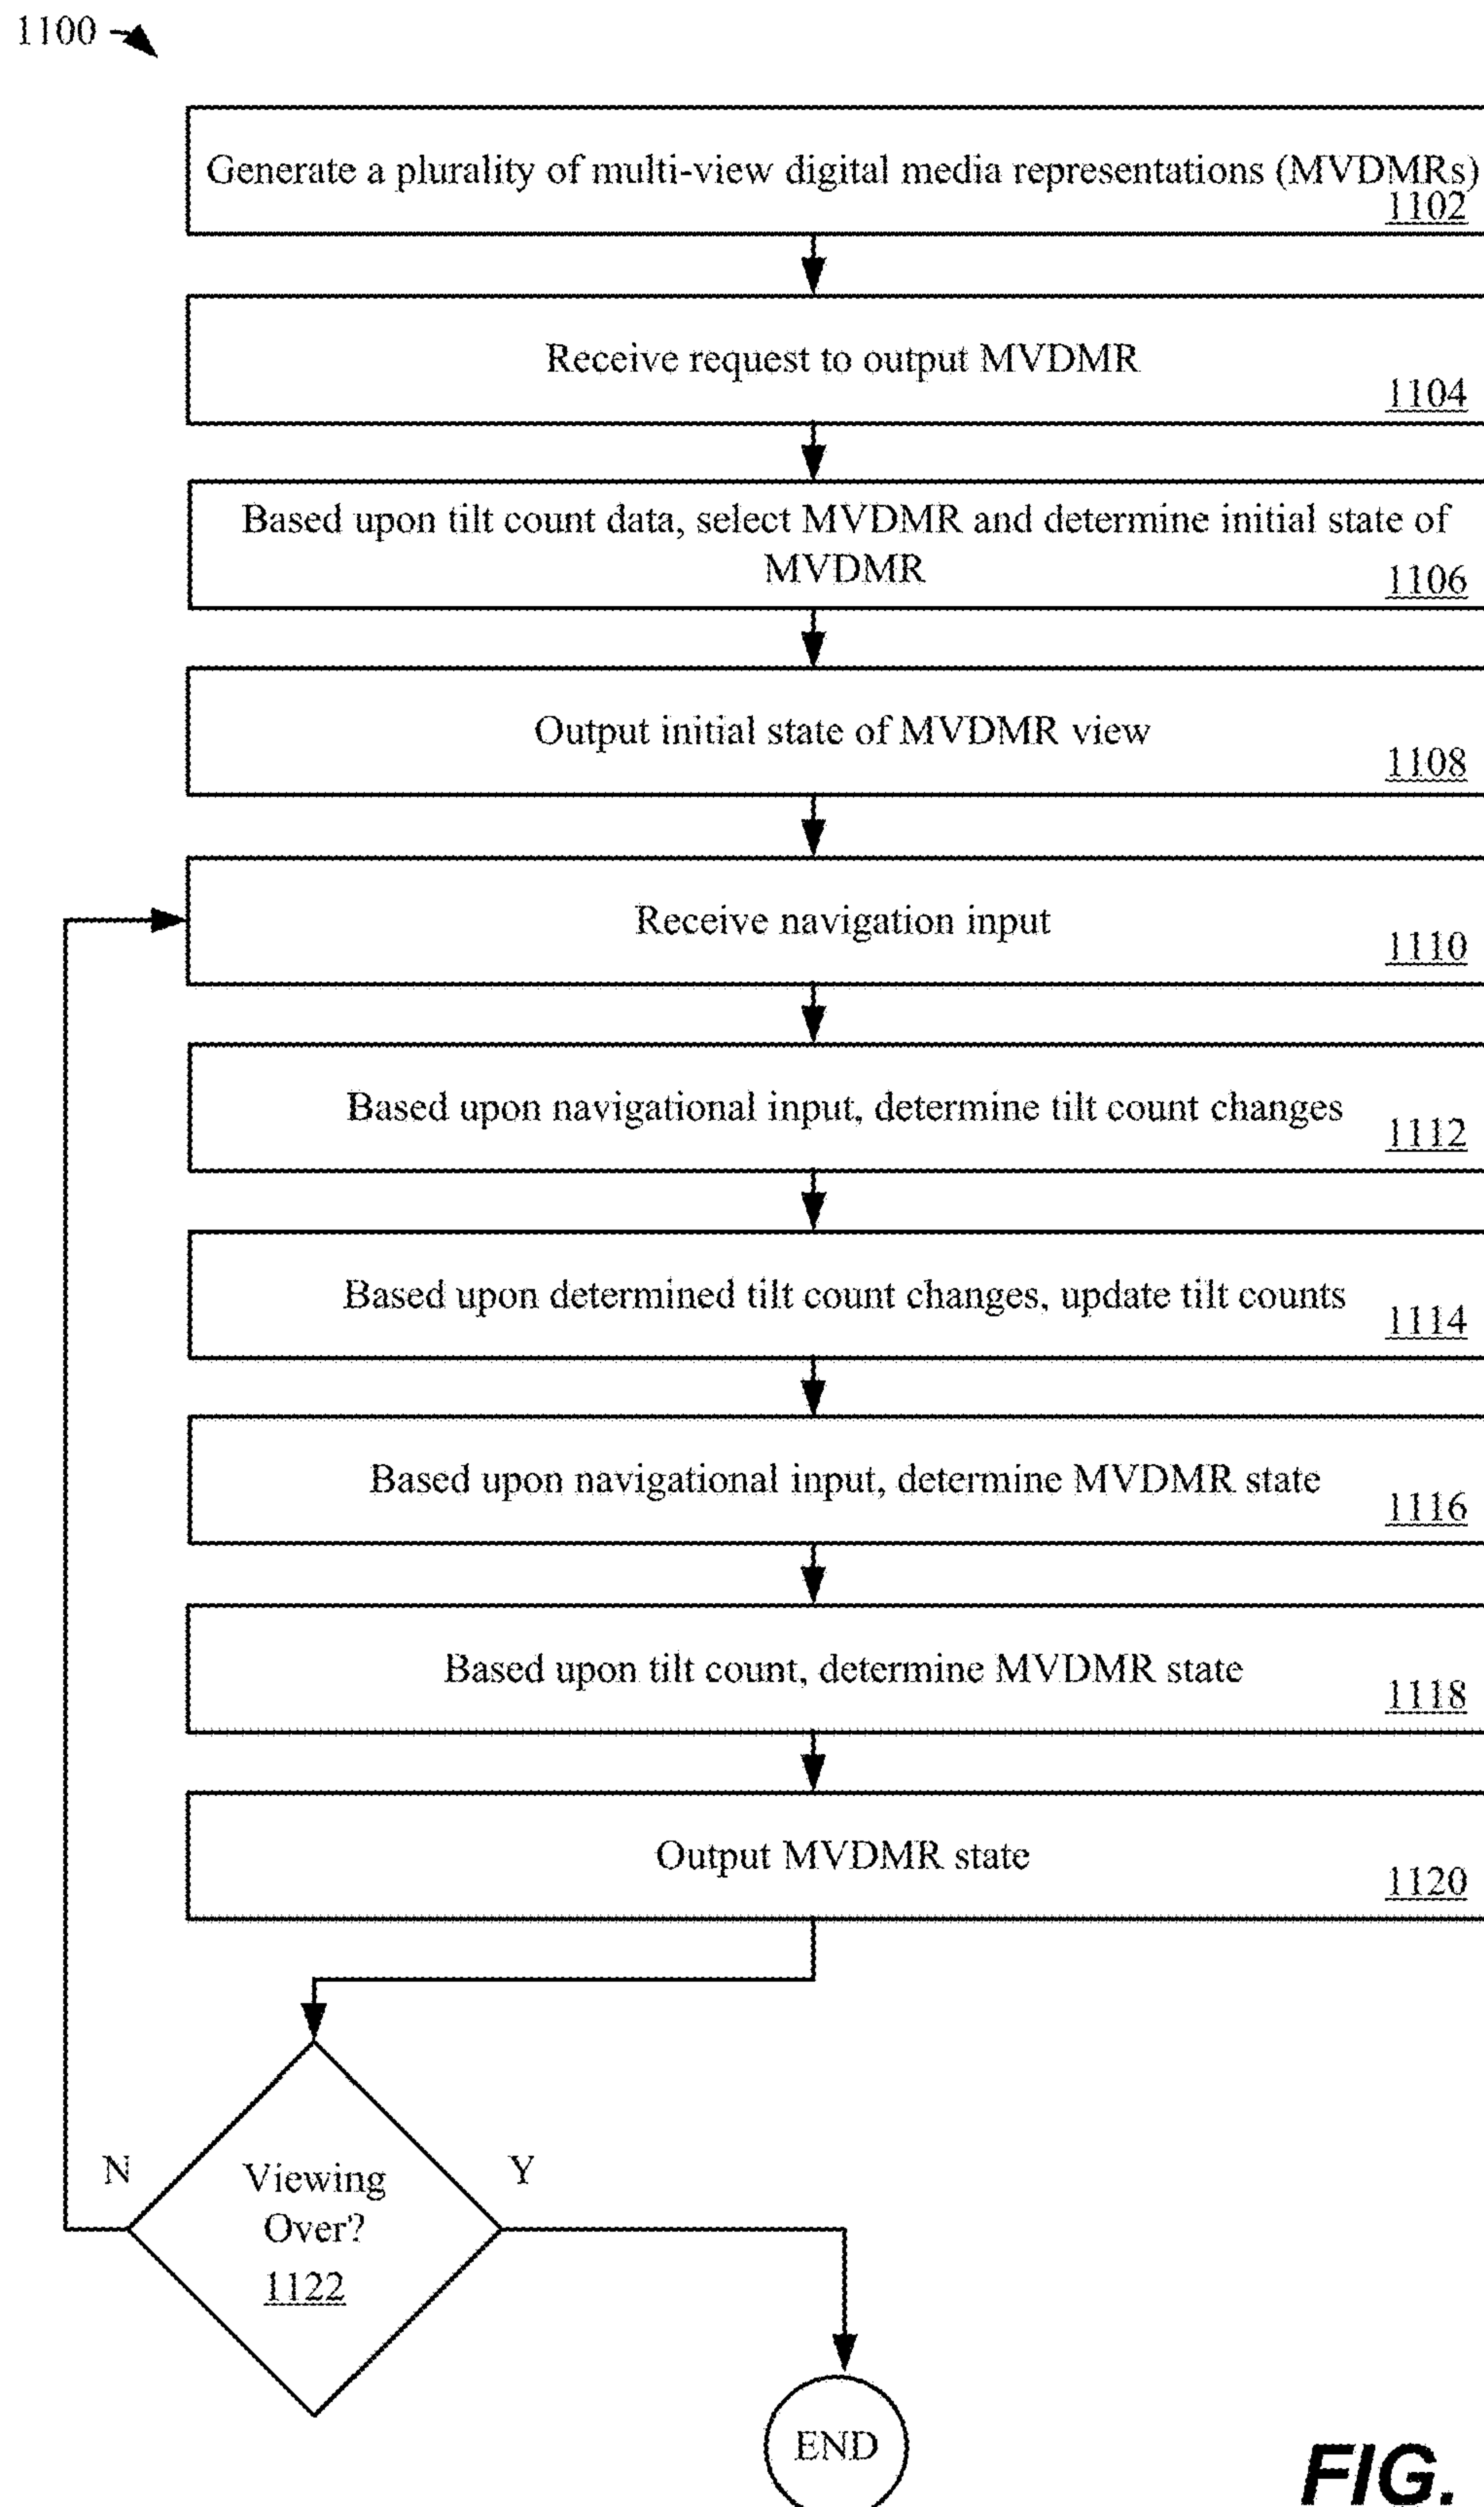 1100
Generate a plurality of multi-view digital media representations (MVDMRs)
1102
Receive request to output MVDMR
1104
Based upon tilt count data, select MVDMR and determine initial state of
MVDMR
1106
Output initial state of MVDMR view
1108
Receive navigation input
1110
Based upon navigational input, determine tilt count changes
1112
Based upon determined tilt count changes, update tilt counts
1114
Based upon navigational input, determine MVDMR state
1116
Based upon tilt count, determine MVDMR state
1118
Output MVDMR state
1120
N
Y
Viewing
Over?
1122
END
FIG.